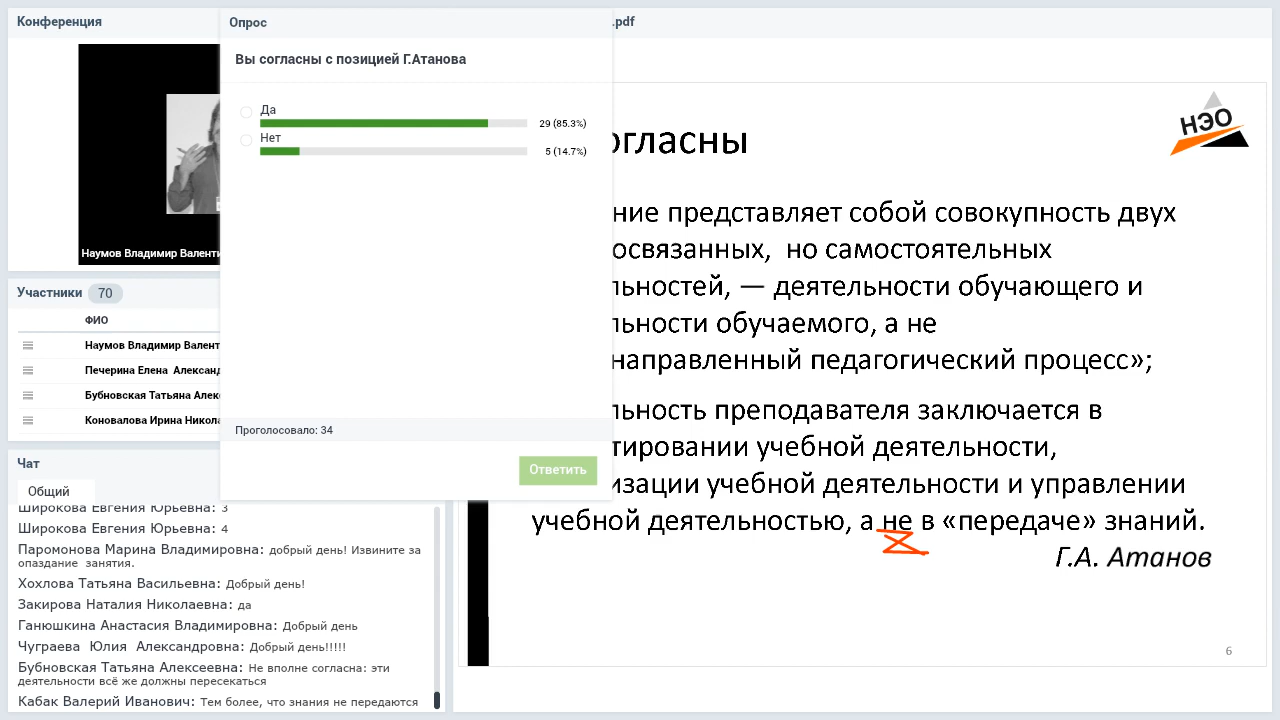 Конференция
Наумов Владимир Валенти
Участники 70
ФИО
Наумов Владимир Валент
Печерина Елена Александ
Бубновская Татьяна Алек
Коновалова Ирина Никола
Чат
Общий
Широкова Евгения Юрьевна: 3
Широкова Евгения Юрьевна: 4
Паромонова Марина Владимировна: добрый день! Извините за
опаздание занятия.
Хохлова Татьяна Васильевна: Добрый день!
Закирова Наталия Николаевна: да
Ганюшкина Анастасия Владимировна: Добрый день
Чуграева Юлия Александровна: Добрый день!!!!!
Бубновская Татьяна Алексеевна: Не вполне согласна: эти
деятельности всё же должны пересекаться
Кабак Валерий Иванович: Тем более, что знания не передаются
Опрос
Вы согласны с позицией Г.Атанова
Да
29 (85.3%)
Нет
5 (14.7%)
Проголосовало: 34
Ответить
.pdf
НЭО
огласны
ние представляет собой совокупность двух
освязанных, но самостоятельных
льностей, — деятельности обучающего и
льности обучаемого, а не
направленный педагогический процесс»;
льность преподавателя заключается в
тировании учебной деятельности,
изации учебной деятельности и управлении
учебной деятельностью, а не в «передаче» знаний.
Г.А. Атанов
6